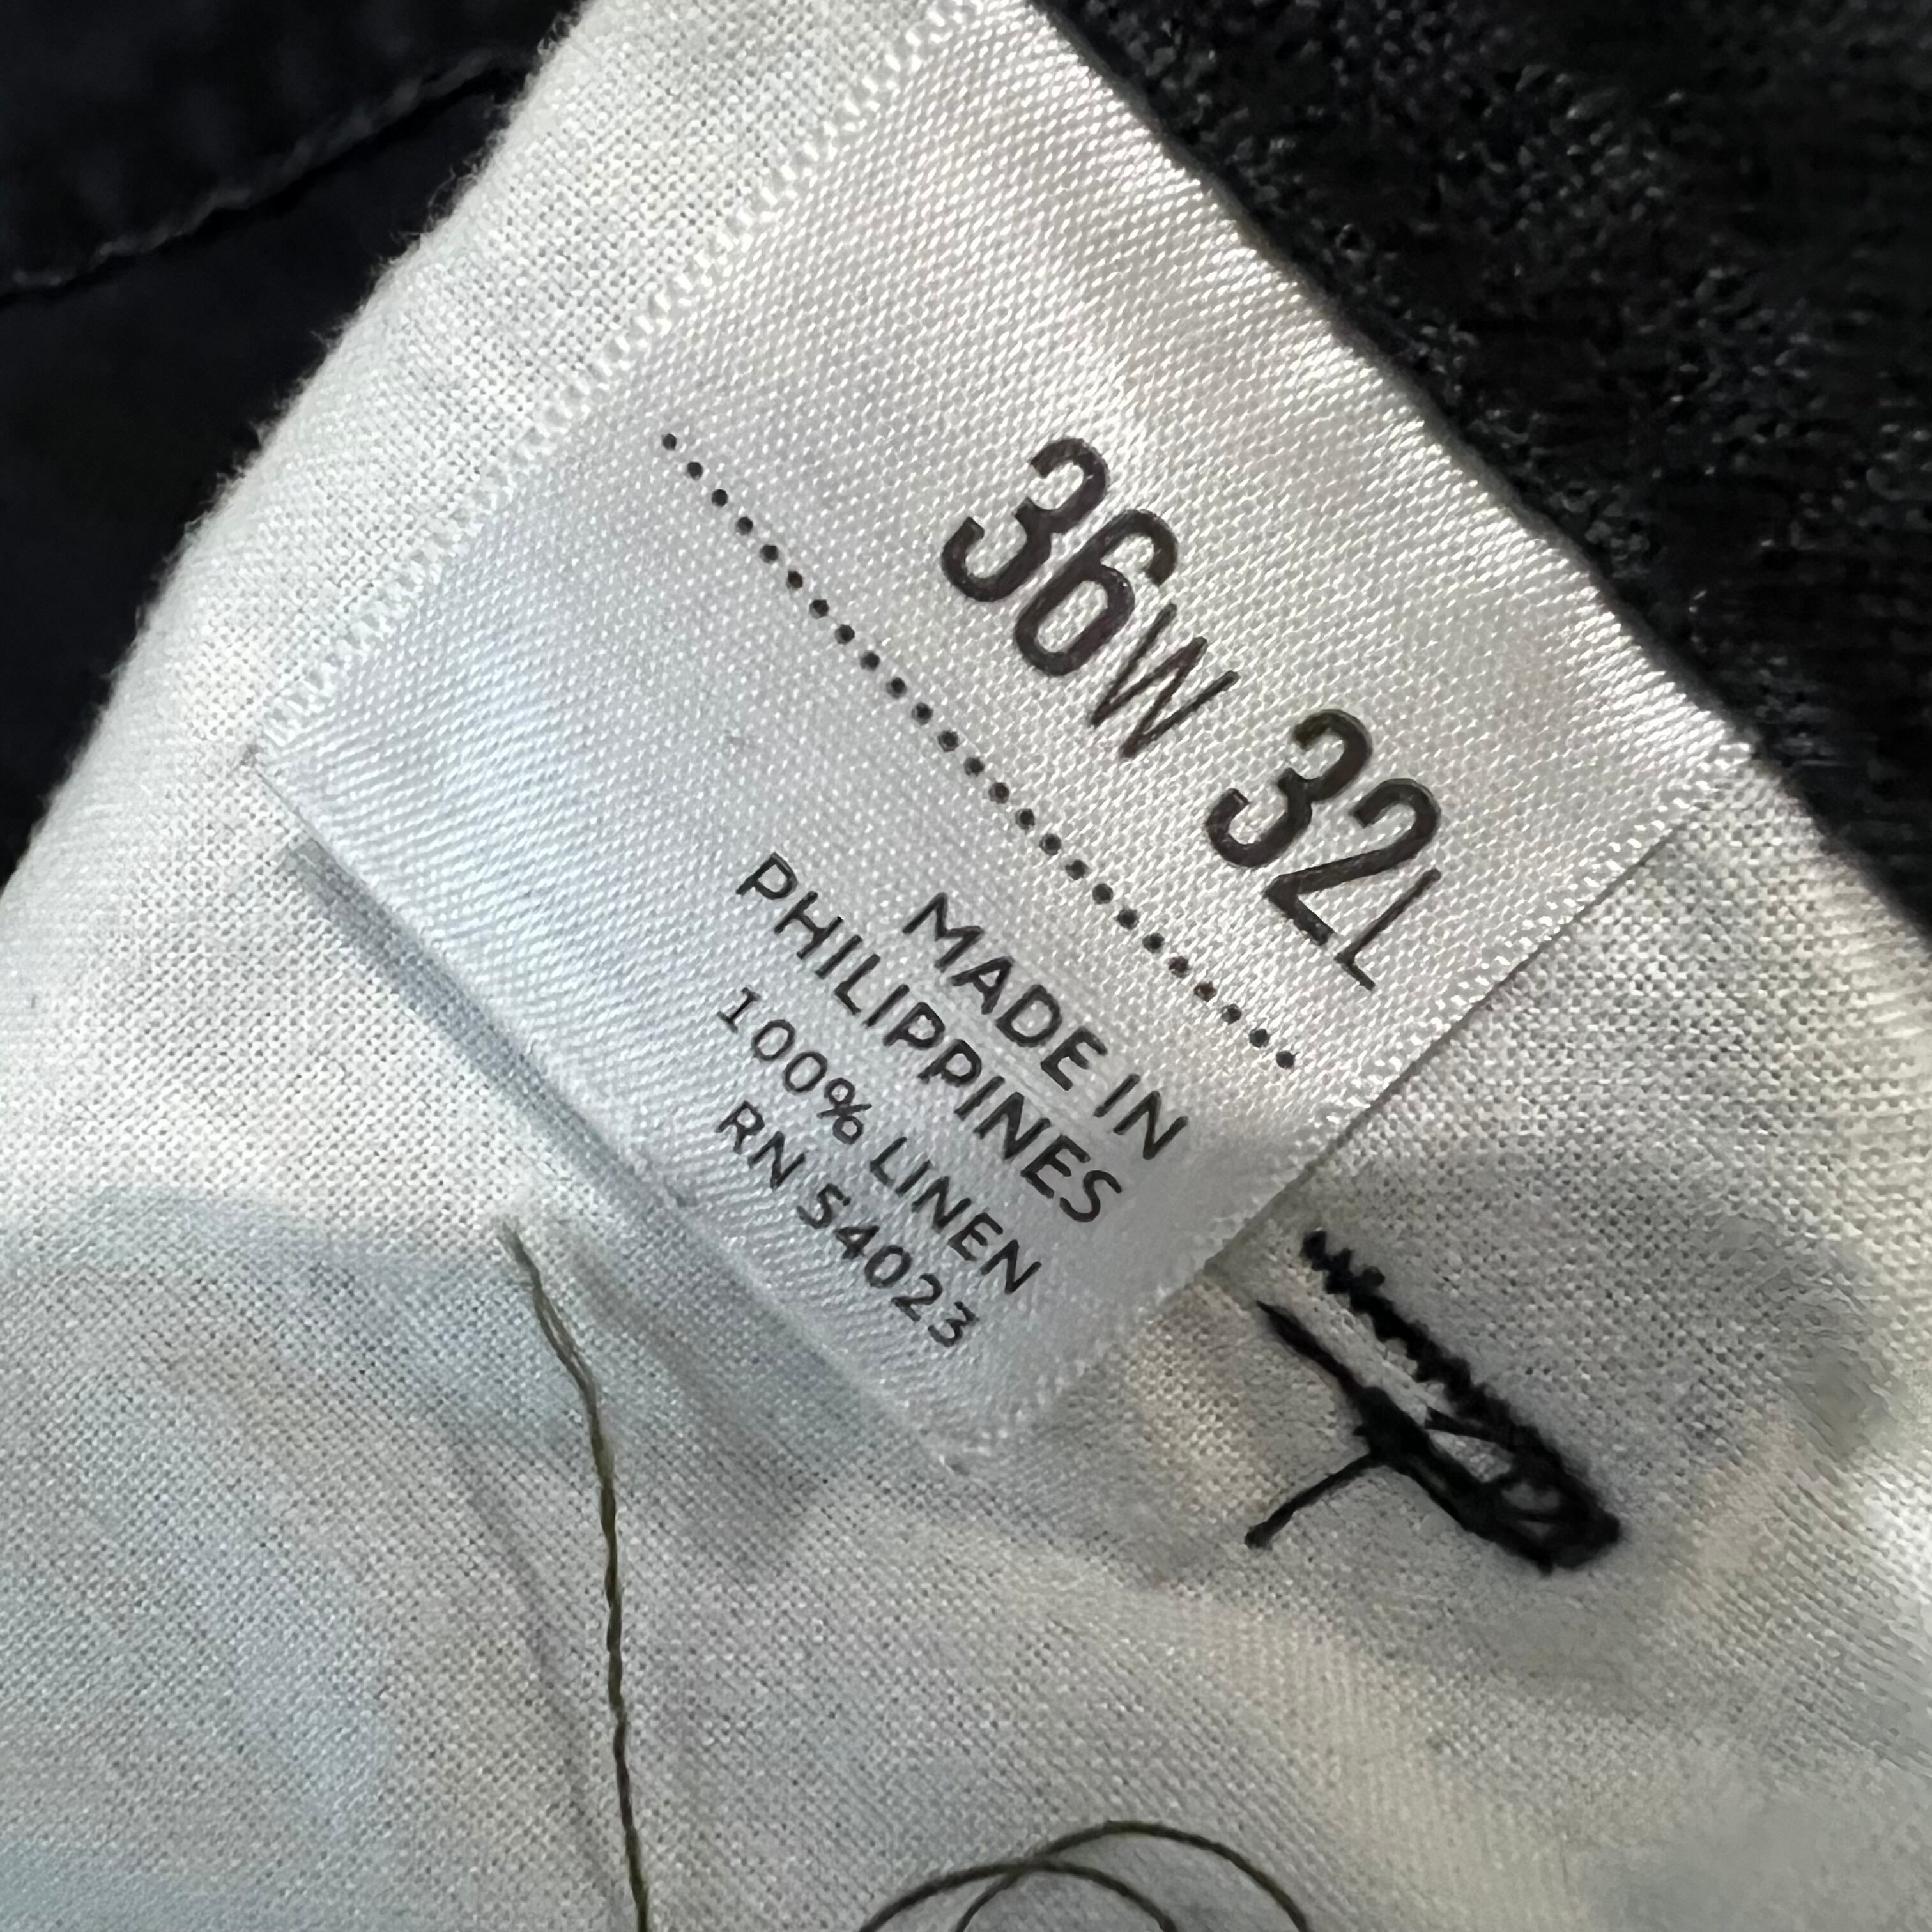 36W 32L
MADE IN
PHILIPPINES
100% LINEN
RN 54023